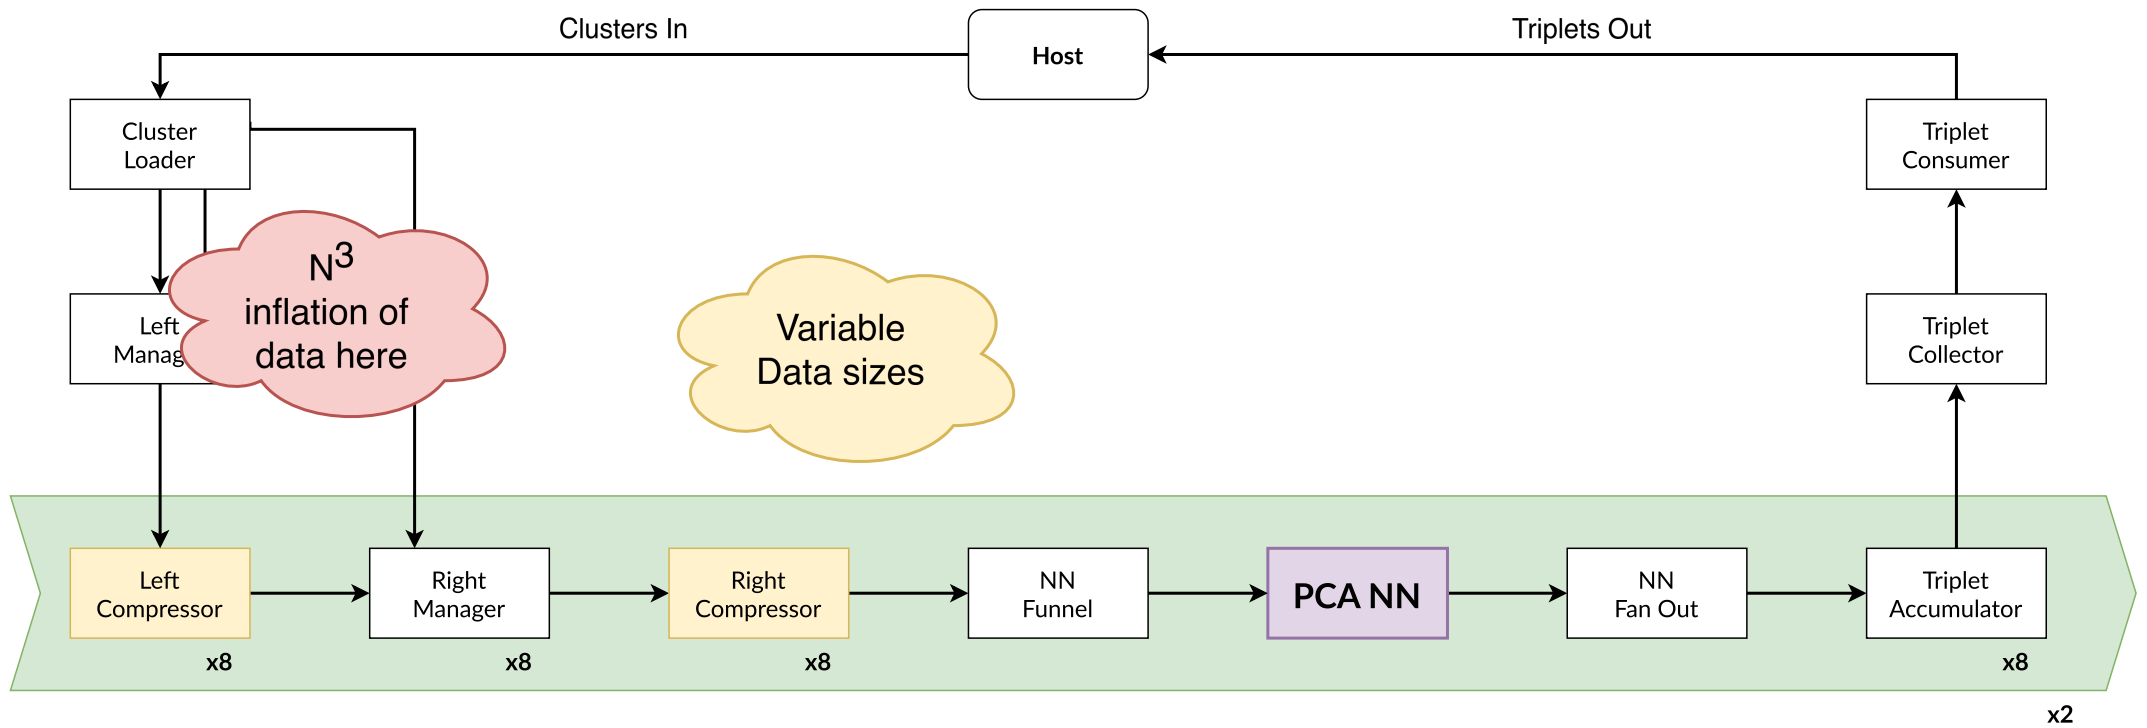 Clusters In
Host
Triplets Out
Cluster
Loader
Triplet
Consumer
N³
inflation of
data here
Left
Manag
Variable
Data sizes
Triplet
Collector
Left
Compressor
x8
Right
Manager
x8
Right
Compressor
x8
NN
Funnel
PCA NN
NN
Fan Out
Triplet
Accumulator
x8
x2